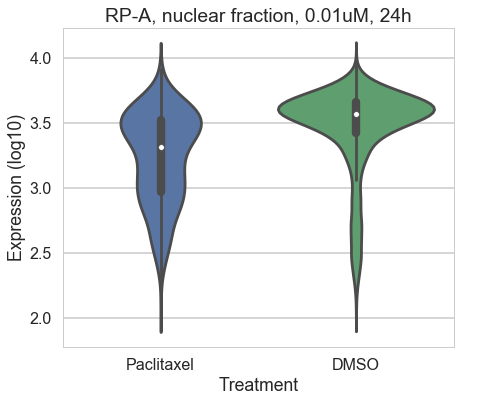 RP-A, nuclear fraction, 0.01uM, 24h
Expression (log10)
4.0
3.5
3.0
2.5
2.0
Paclitaxel DMSO
Treatment